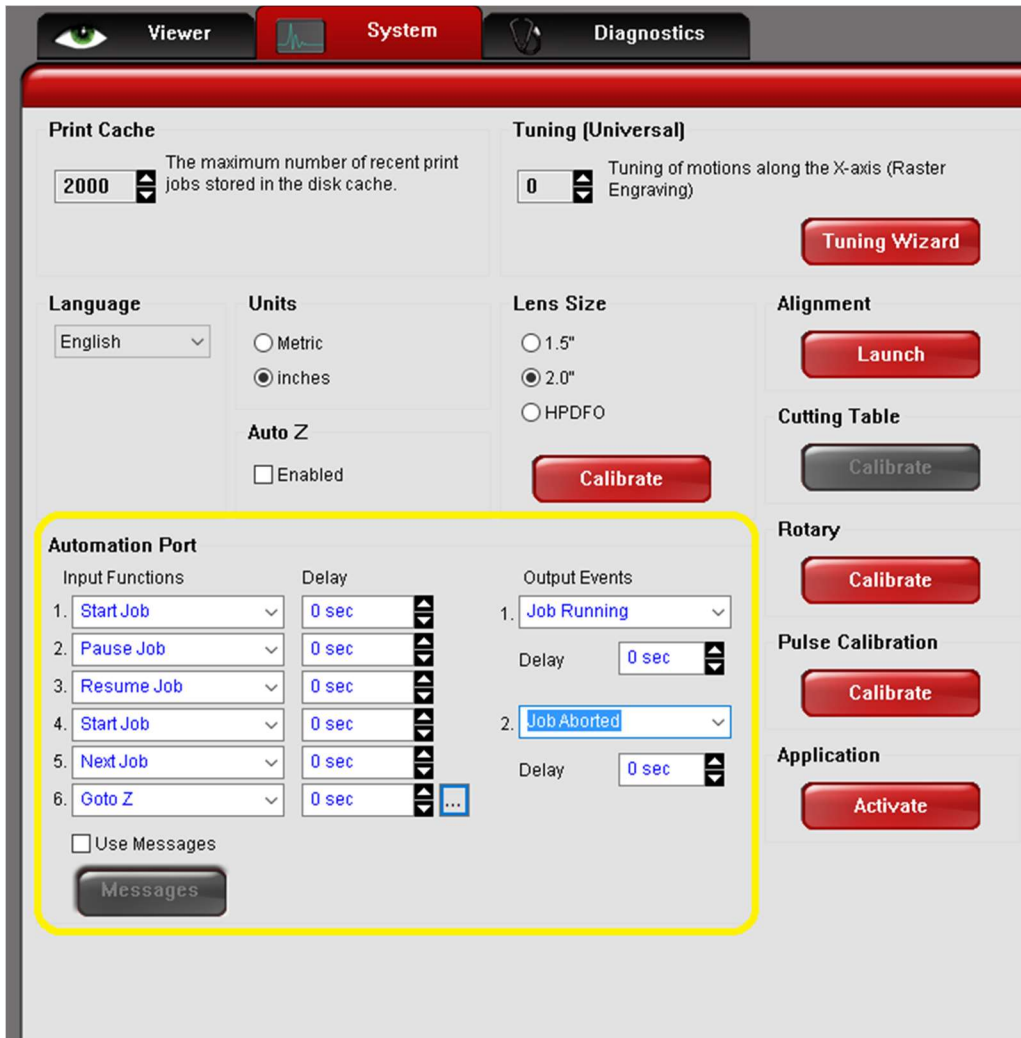 Viewer
System
Diagnostics
Print Cache
2000
The maximum number of recent print
jobs stored in the disk cache.
Tuning (Universal)
0
Tuning of motions along the X-axis (Raster
Engraving)
Tuning Wizard
Language
English
Units
Metric
inches
Auto Z
Enabled
Lens Size
1.5"
2.0"
HPDFO
Calibrate
Alignment
Launch
Cutting Table
Calibrate
Rotary
Calibrate
Pulse Calibration
Calibrate
Application
Activate
Automation Port
Input Functions Delay Output Events
1. Start Job 0 sec
2. Pause Job 0 sec
3. Resume Job 0 sec
4. Start Job 0 sec
5. Next Job 0 sec
6. Goto Z 0 sec ...
1. Job Running
Delay 0 sec
2. Job Aborted
Delay 0 sec
Use Messages
Messages